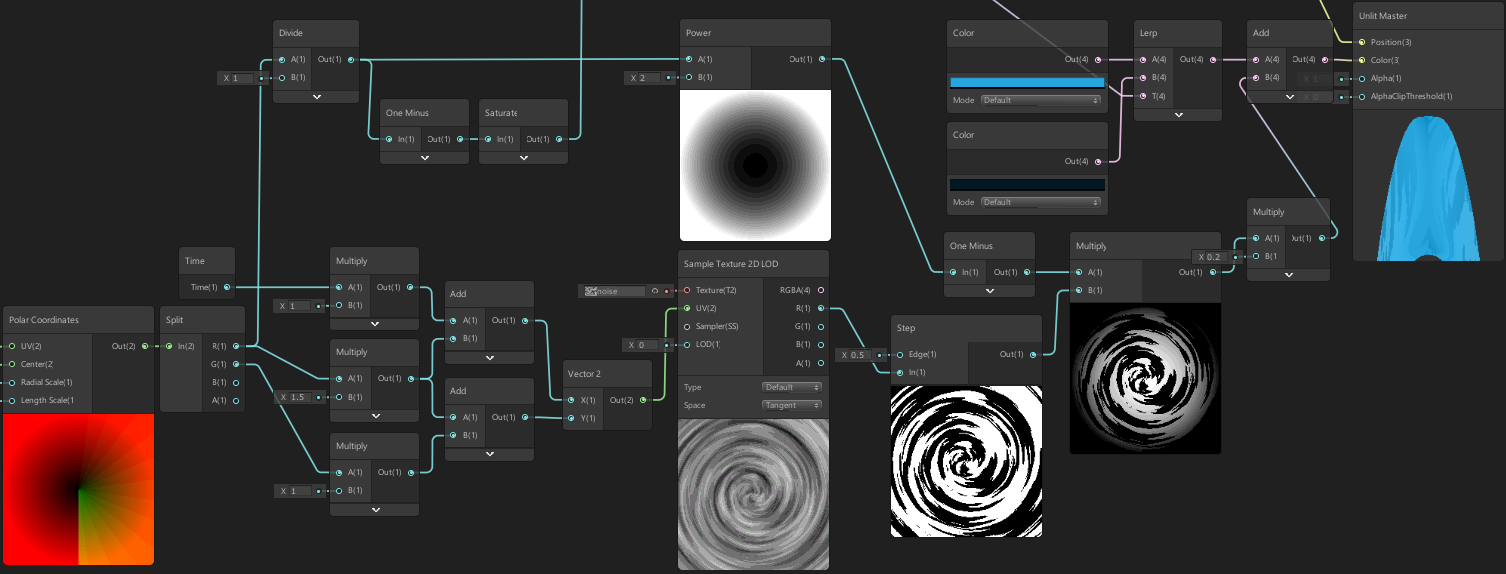 Divide
A(1) Out(1)
X 1 B(1)
One Minus
In(1) Out(1)
Saturate
In(1) Out(1)
Power
A(1) Out(1)
X 2 B(1)
Color
Out(4)
Mode Default
Color
Out(4)
Mode Default
Lerp
A(4) Out(4)
B(4)
T(4)
Add
A(4) Out(4)
B(4)
Unlit Master
Position(3)
Color(3)
X 1 Alpha(1)
X 0 AlphaClipThreshold(1)
Time
Time(1)
Polar Coordinates
UV(2) Out(2)
Center(2)
Radial Scale(1)
Length Scale(1
Split
In(2) R(1)
G(1)
B(1)
A(1)
Multiply
A(1) Out(1)
X 1 B(1)
Multiply
A(1) Out(1)
X 1.5 B(1)
Multiply
A(1) Out(1)
X 1 B(1)
Add
A(1) Out(1)
B(1)
Add
A(1) Out(1)
B(1)
Vector 2
X(1) Out(2)
Y(1)
Sample Texture 2D LOD
noise Texture(T2) RGBA(4)
UV(2) R(1)
Sampler(SS) G(1)
X 0 LOD(1) B(1)
A(1)
Type Default
Space Tangent
Step
X 0.5 Edge(1) Out(1)
In(1)
One Minus
In(1) Out(1)
Multiply
A(1) Out(1)
B(1)
Multiply
A(1) Out(1)
X 0.2 B(1